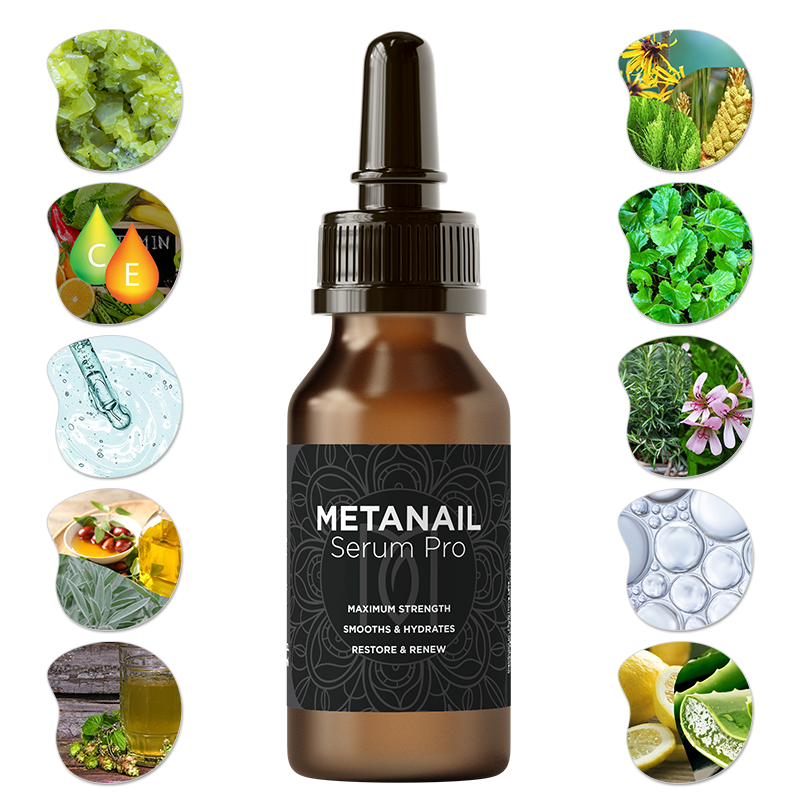 C
E
METANAIL
Serum Pro
MAXIMUM STRENGTH
SMOOTHS & HYDRATES
RESTORE & RENEW